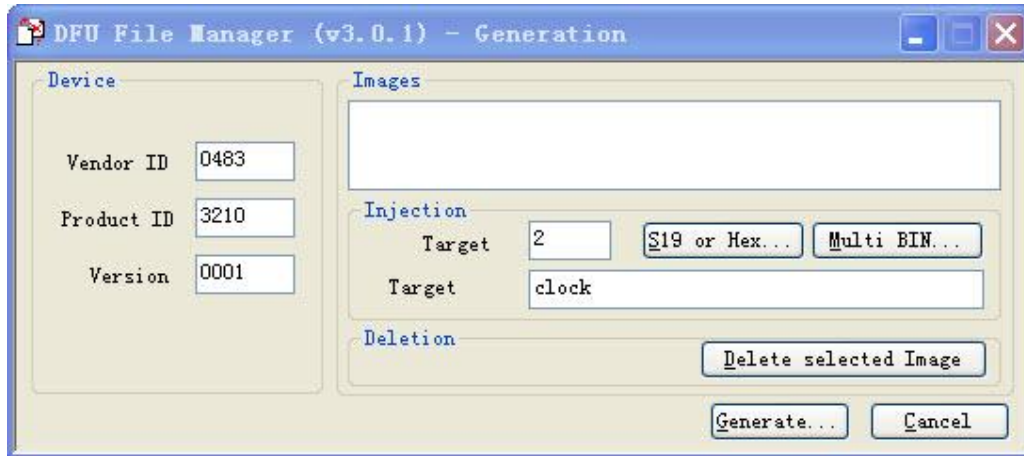 DFU File Manager (v3.0.1) - Generation
Device
Vendor ID 0483
Product ID 3210
Version 0001
Images
Injection
Target 2 S19 or Hex... Multi BIN...
Target clock
Deletion
Delete selected Image
Generate... Cancel